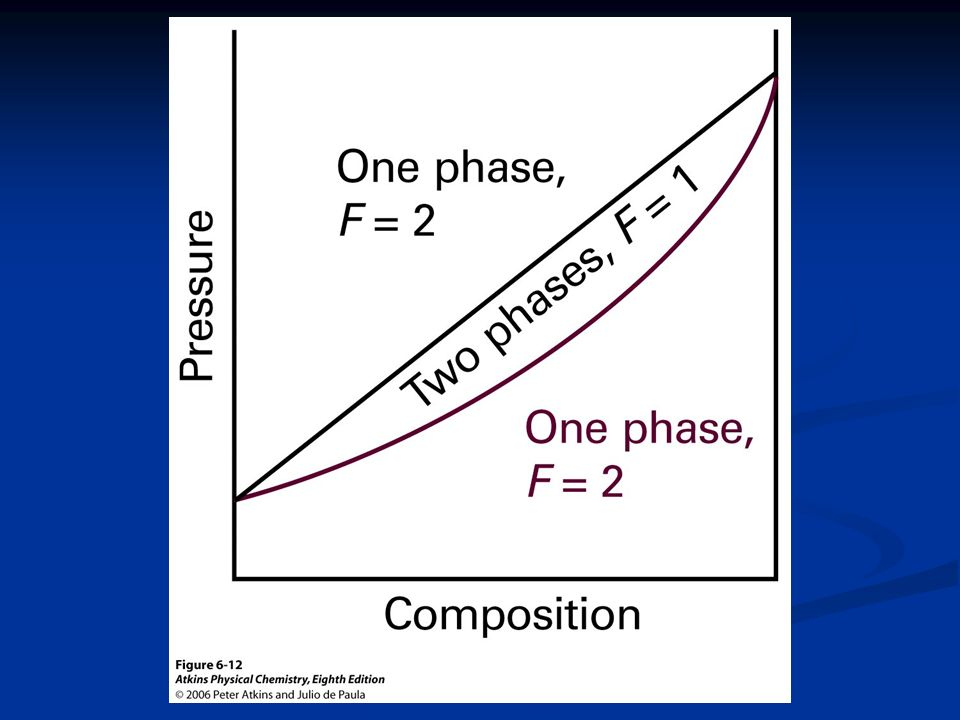 One phase,
F = 2
Two phases, F = 1
One phase,
F = 2
Pressure
Composition
Figure 6-12
Atkins Physical Chemistry, Eighth Edition
© 2006 Peter Atkins and Julio de Paula